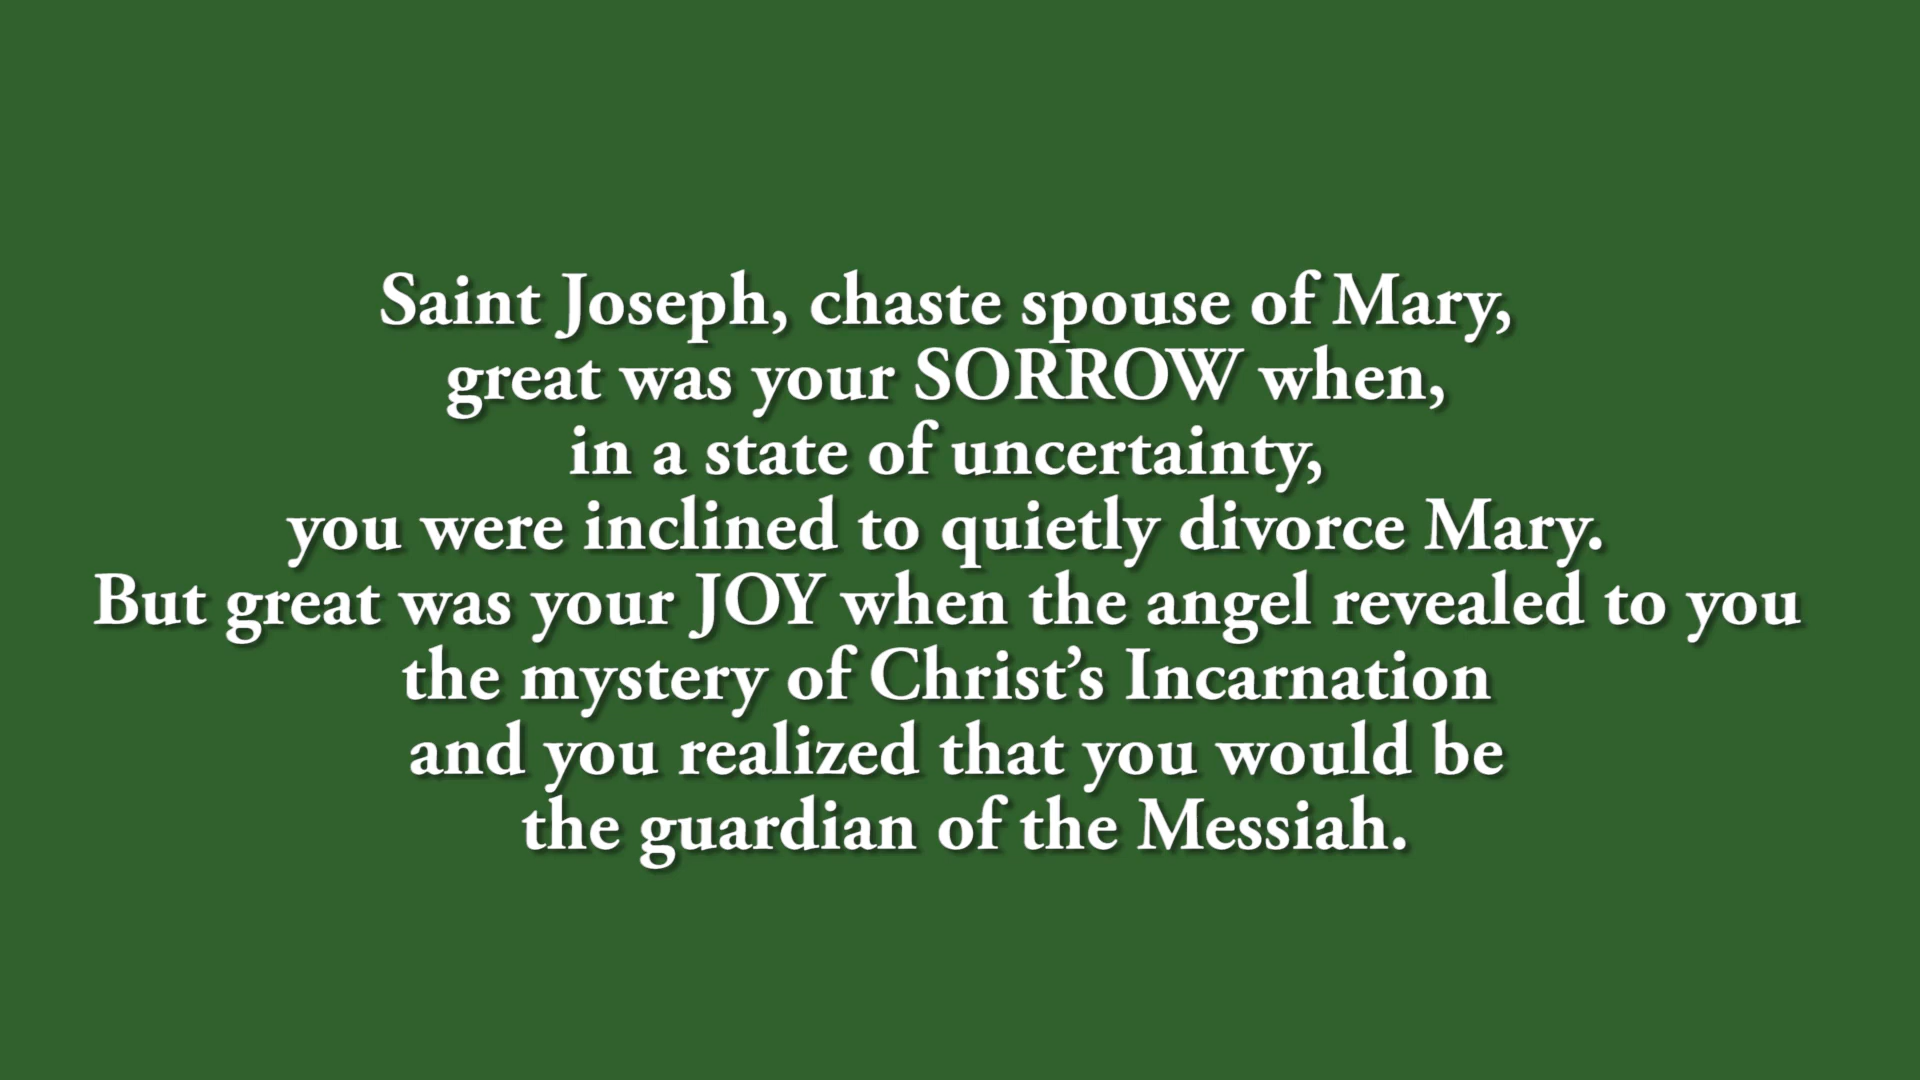 Saint Joseph, chaste spouse of Mary,
great was your SORROW when,
in a state of uncertainty,
you were inclined to quietly divorce Mary.
But great was your JOY when the angel revealed to you
the mystery of Christ’s Incarnation
and you realized that you would be
the guardian of the Messiah.